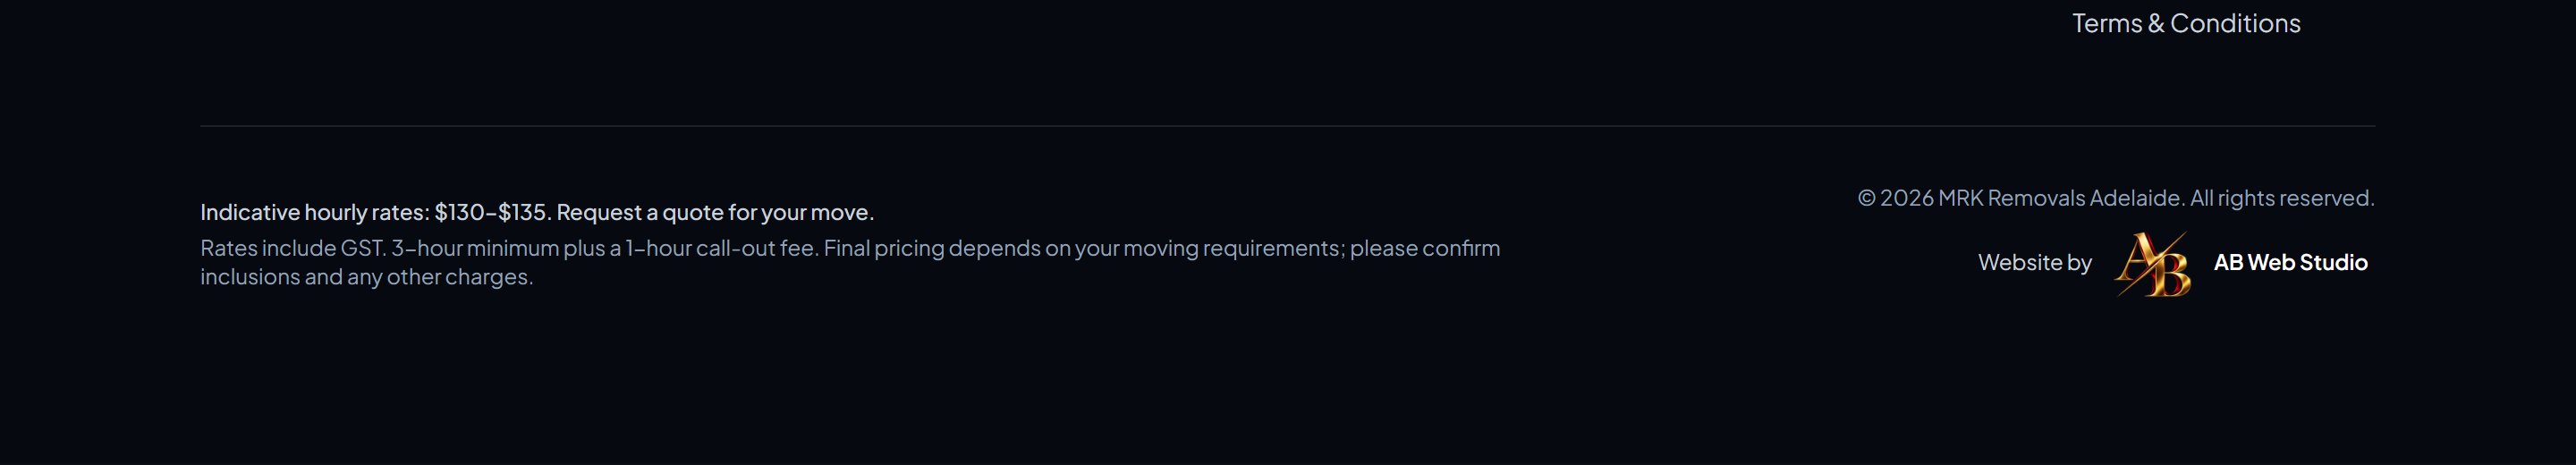 Terms & Conditions
Indicative hourly rates: $130–$135. Request a quote for your move.
Rates include GST. 3–hour minimum plus a 1–hour call-out fee. Final pricing depends on your moving requirements; please confirm
inclusions and any other charges.
© 2026 MRK Removals Adelaide. All rights reserved.
Website by AB AB Web Studio